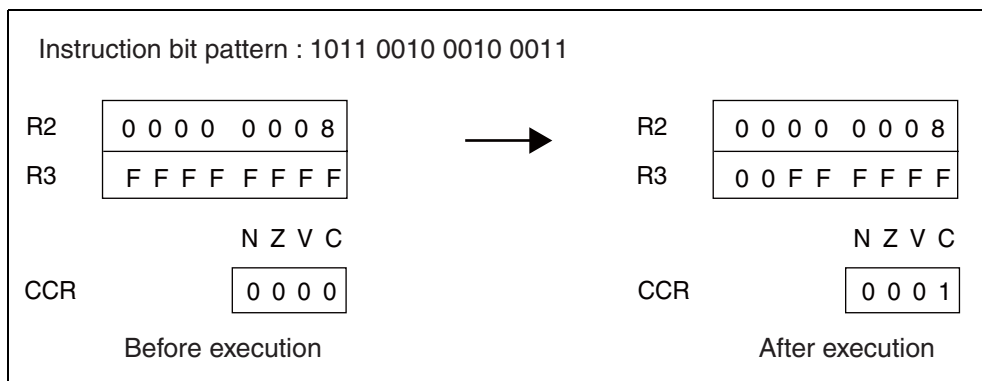 Instruction bit pattern : 1011 0010 0010 0011
R2 0 0 0 0 0 0 0 8 R2 0 0 0 0 0 0 0 8
R3 F F F F F F F F R3 0 0 F F F F F F
N Z V C N Z V C
CCR 0 0 0 0 CCR 0 0 0 1
Before execution After execution